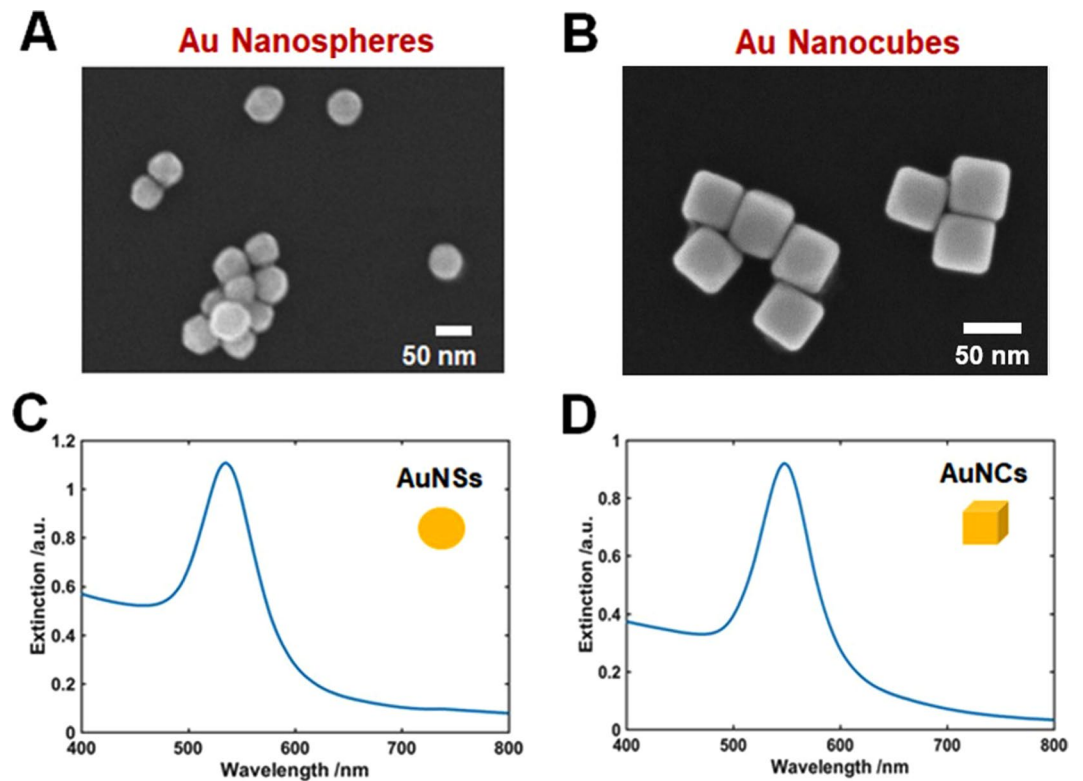 A
Au Nanospheres
50 nm
B
Au Nanocubes
50 nm
C
1.2
1
0.8
0.6
0.4
0.2
0
Extinction /a.u.
AuNSs
400 500 600 700 800
Wavelength /nm
D
1
0.8
0.6
0.4
0.2
0
Extinction /a.u.
AuNCs
400 500 600 700 800
Wavelength /nm